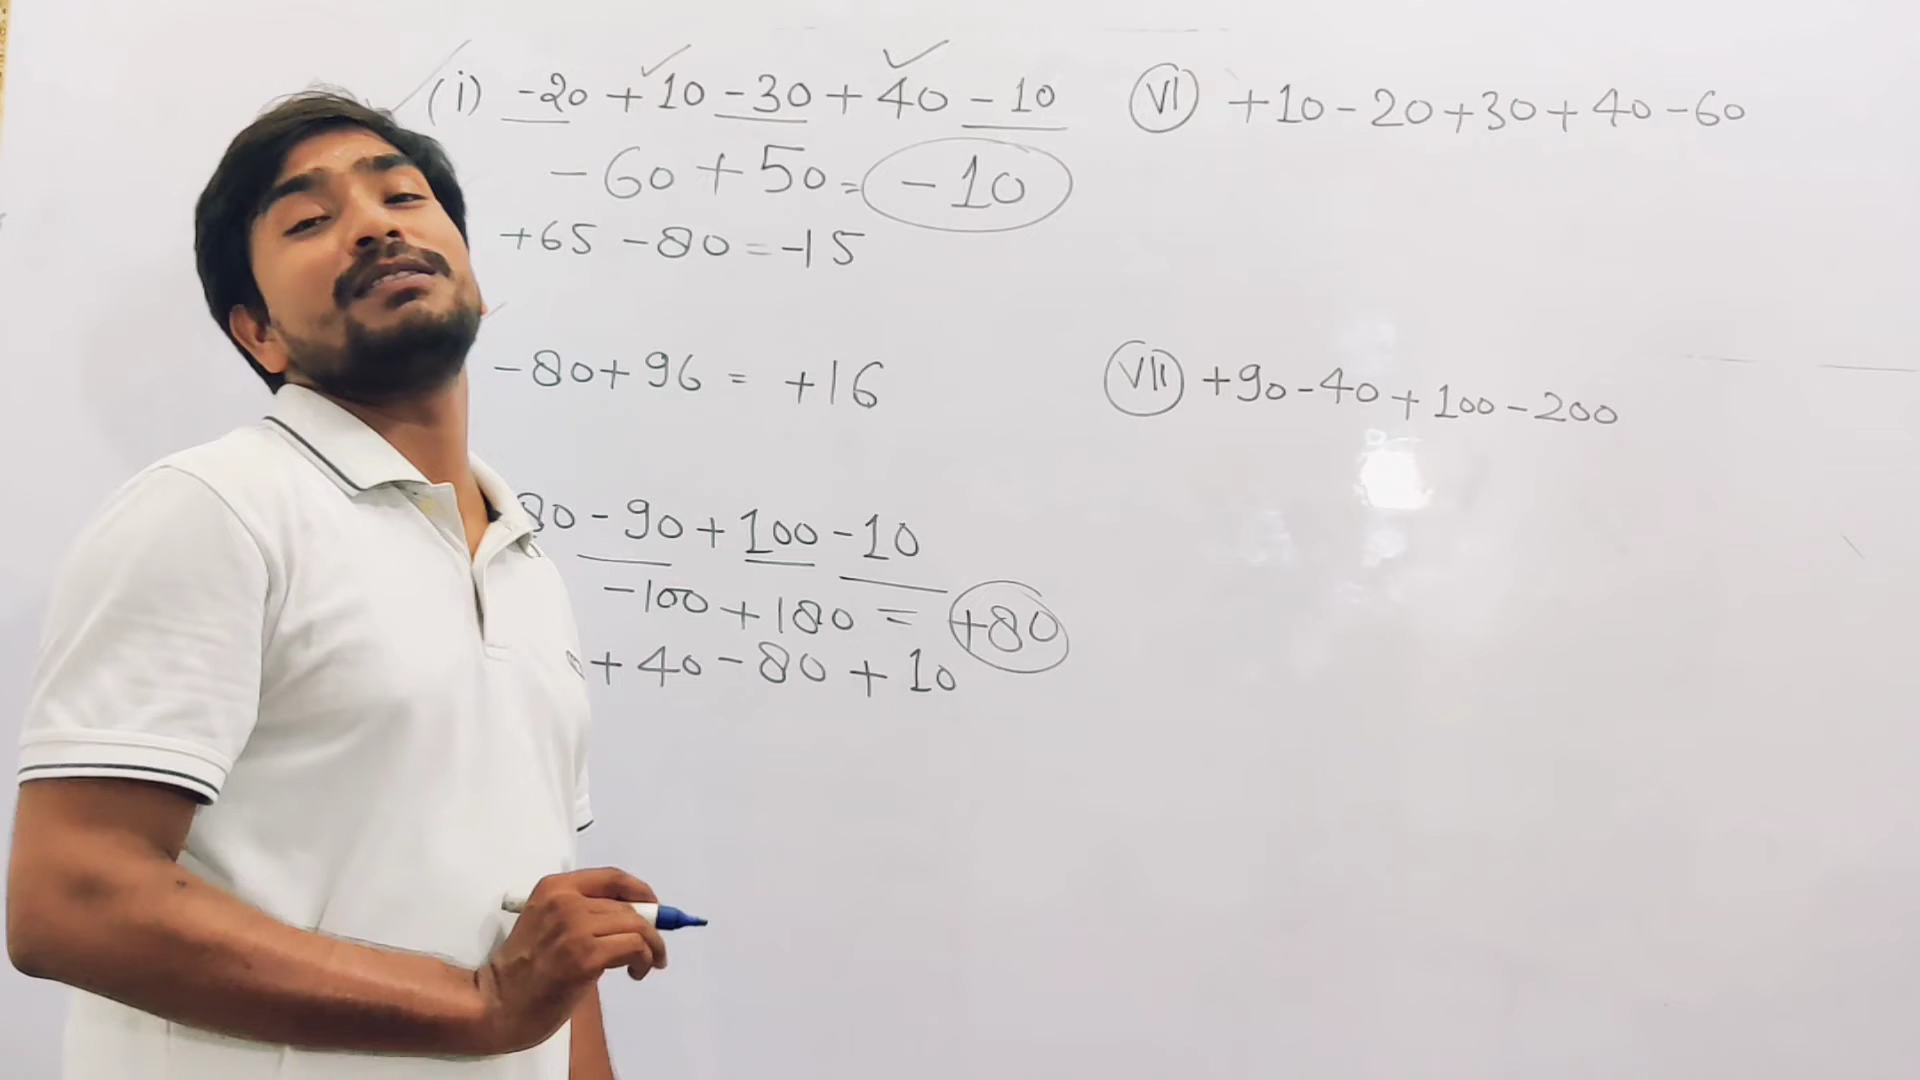 (i) -20 + 10 - 30 + 40 - 10
-60 + 50 = -10
+65 - 80 = -15
-80 + 96 = +16
80 - 90 + 100 - 10
-100 + 180 = +80
+ 40 - 80 + 10
VI +10 - 20 + 30 + 40 - 60
VII +90 - 40 + 100 - 200